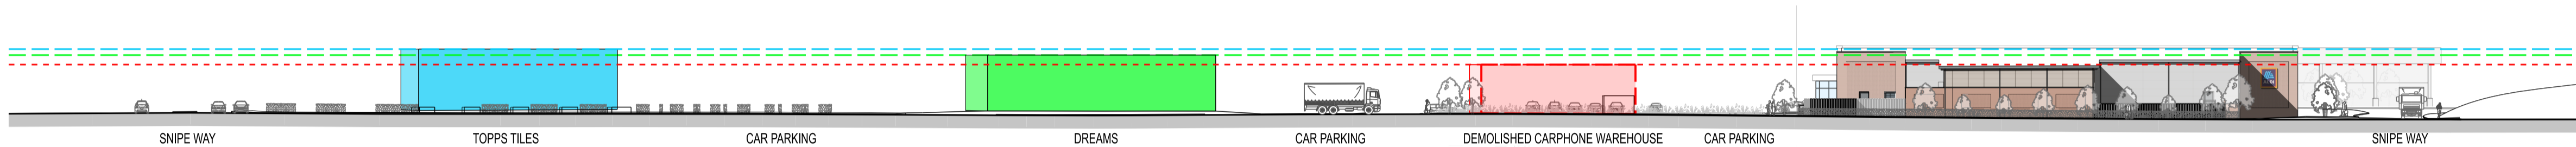 SNIPE WAY
TOPPS TILES
CAR PARKING
DREAMS
CAR PARKING
DEMOLISHED CARPHONE WAREHOUSE
CAR PARKING
SNIPE WAY